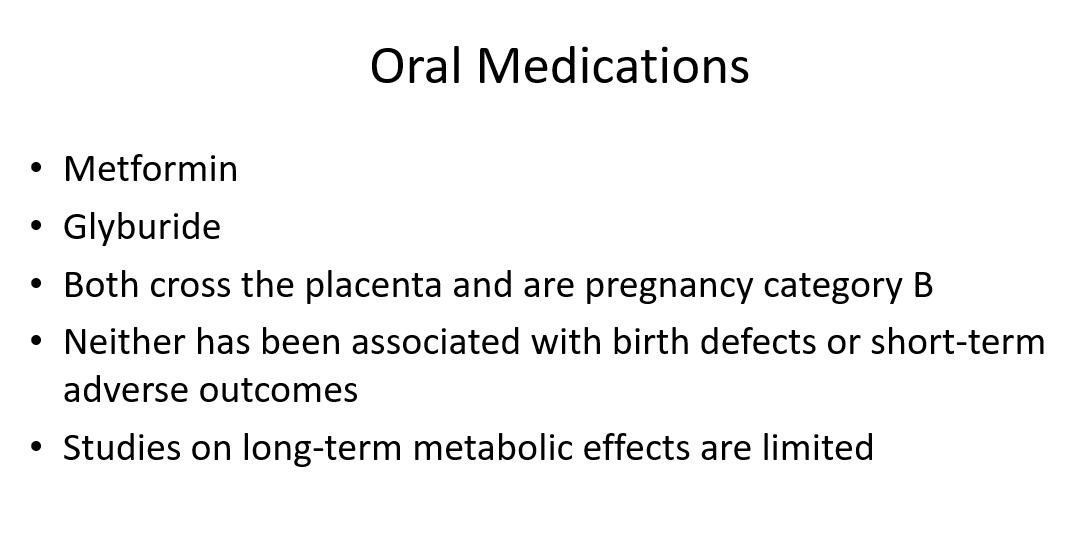 Oral Medications
• Metformin
• Glyburide
• Both cross the placenta and are pregnancy category B
• Neither has been associated with birth defects or short-term
adverse outcomes
• Studies on long-term metabolic effects are limited